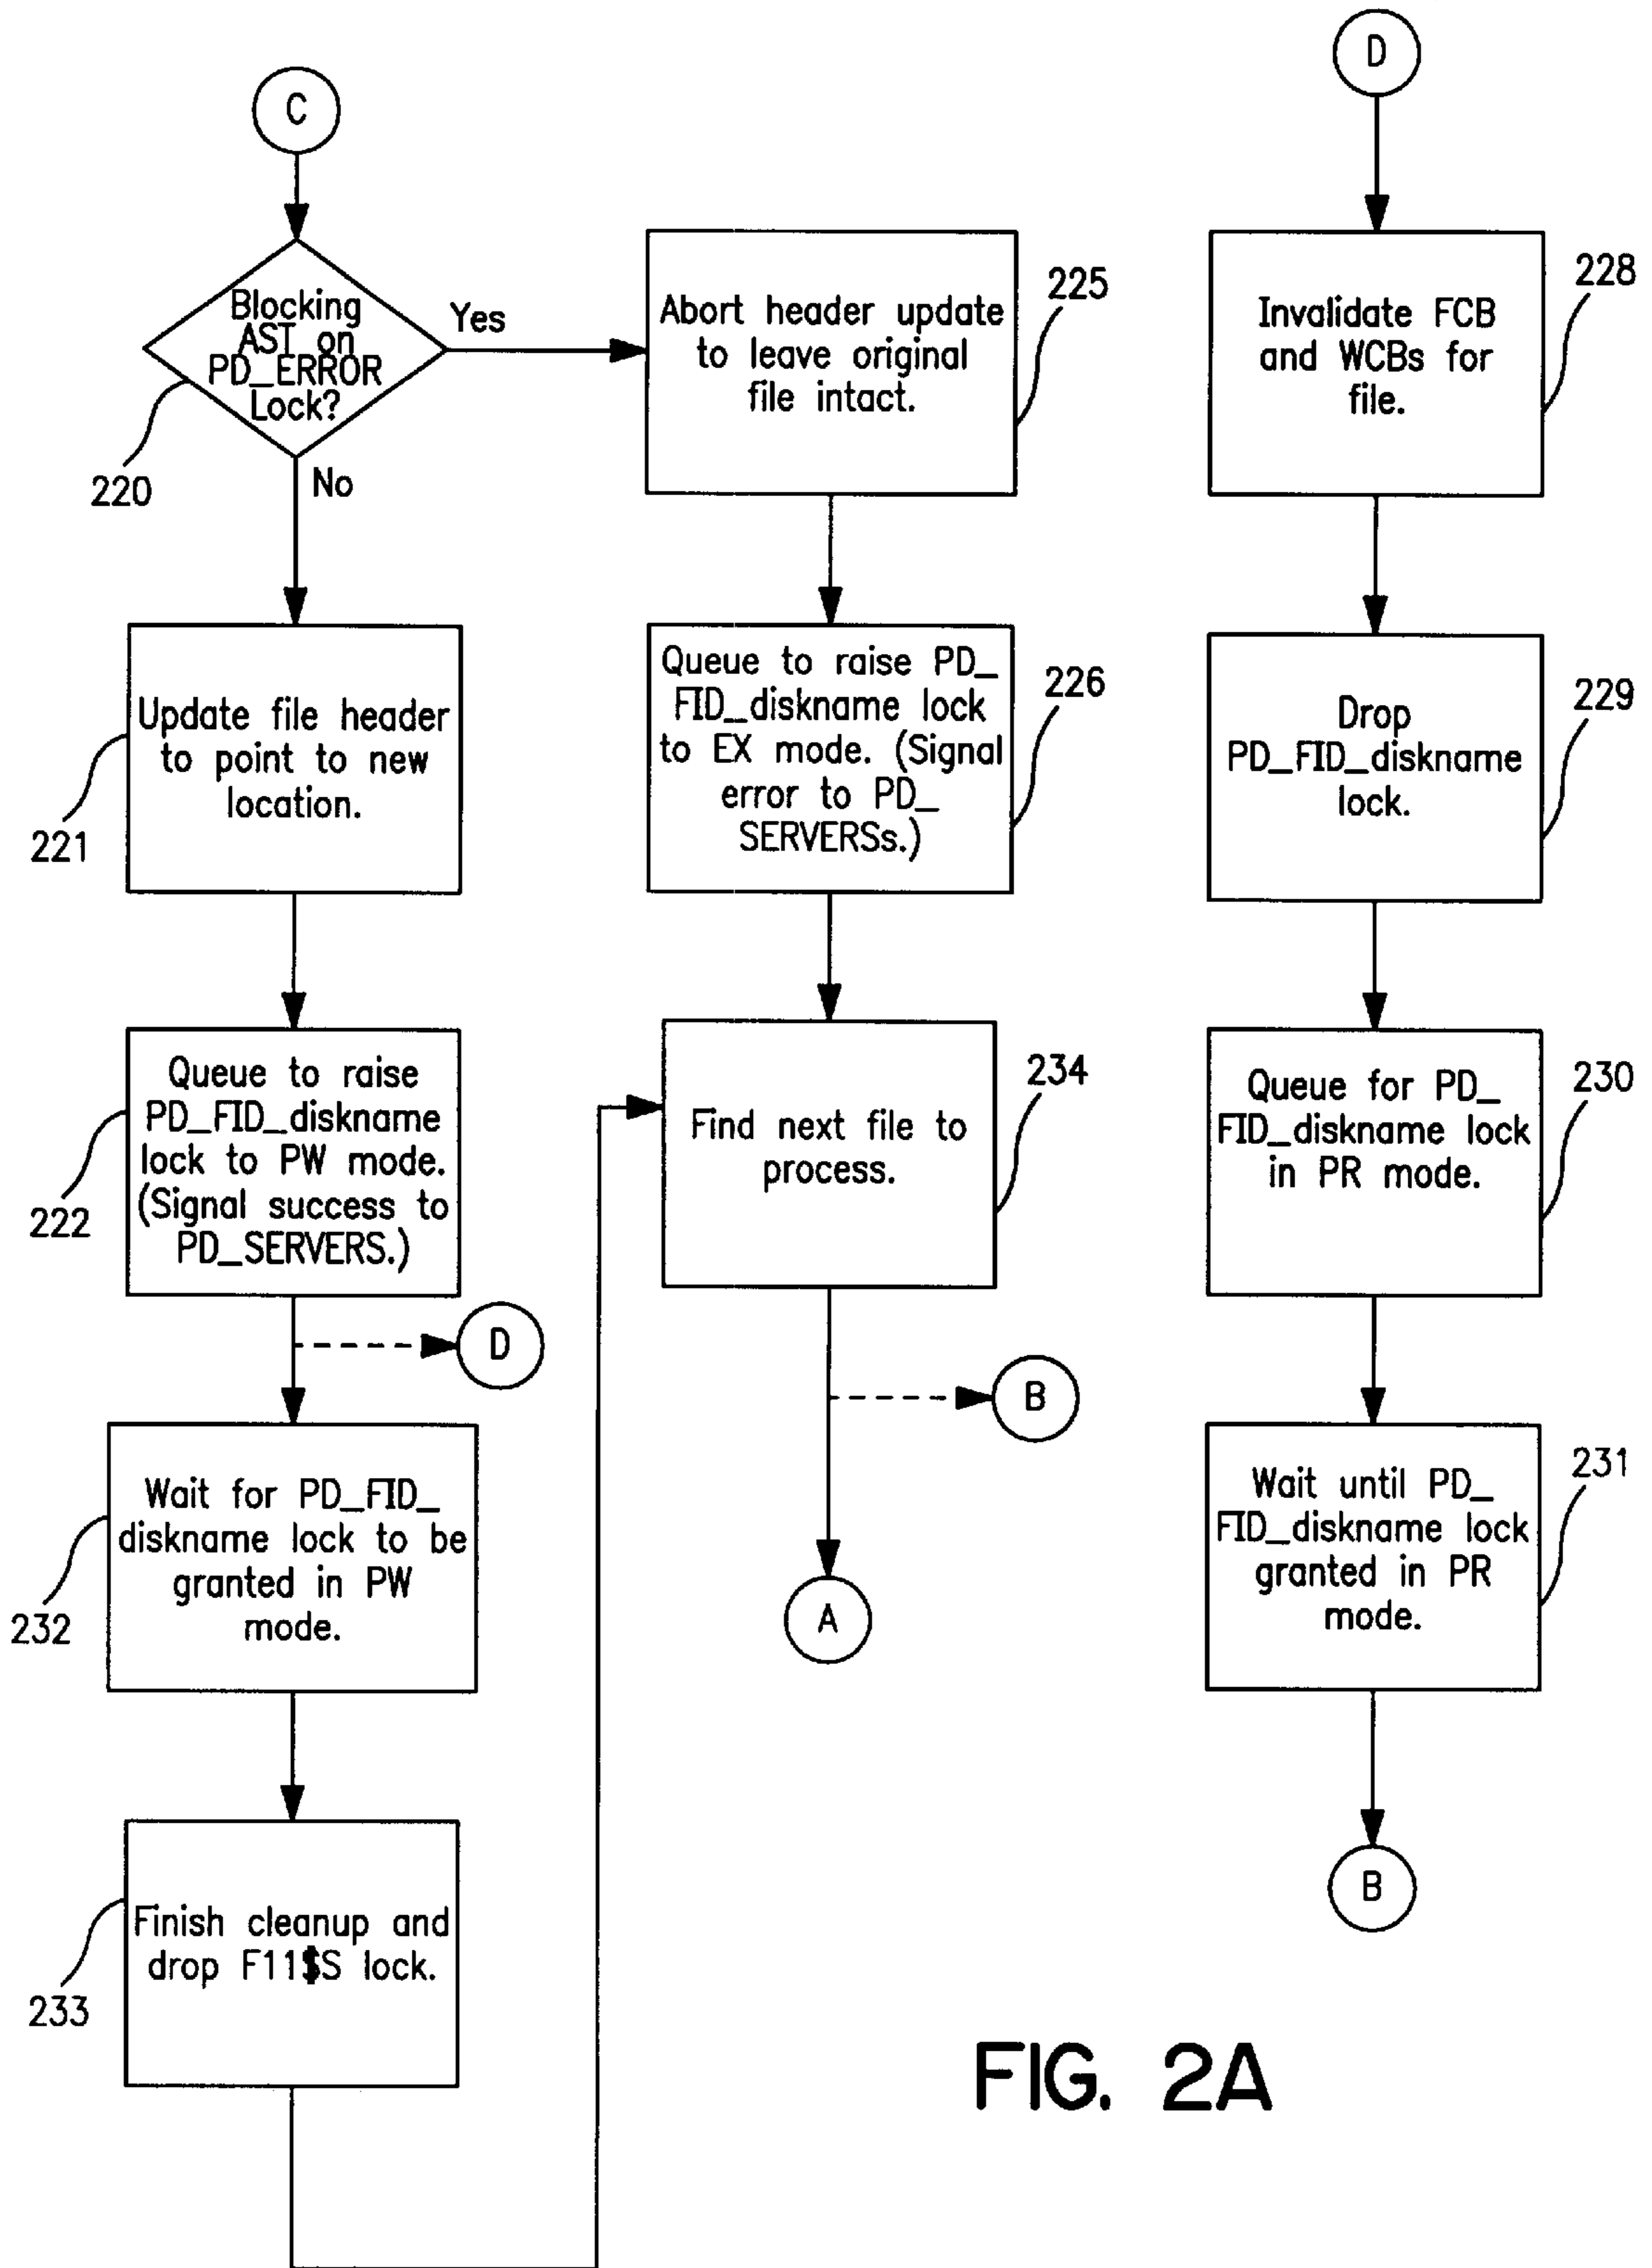 C
Blocking
AST on
PD_ERROR
Lock?
Yes
No
220
Update file header
to point to new
location.
221
Queue to raise
PD_FID_diskname
lock to PW mode.
(Signal success to
PD_SERVERS.)
222
D
Wait for PD_FID_
diskname lock to be
granted in PW
mode.
232
Finish cleanup and
drop F11$S lock.
233
Abort header update
to leave original
file intact.
225
Queue to raise PD_
FID_diskname lock
to EX mode. (Signal
error to PD_
SERVERSs.)
226
Find next file to
process.
234
B
A
D
Invalidate FCB
and WCBs for
file.
228
Drop
PD_FID_diskname
lock.
229
Queue for PD_
FID_diskname lock
in PR mode.
230
Wait until PD_
FID_diskname lock
granted in PR
mode.
231
B
FIG. 2A